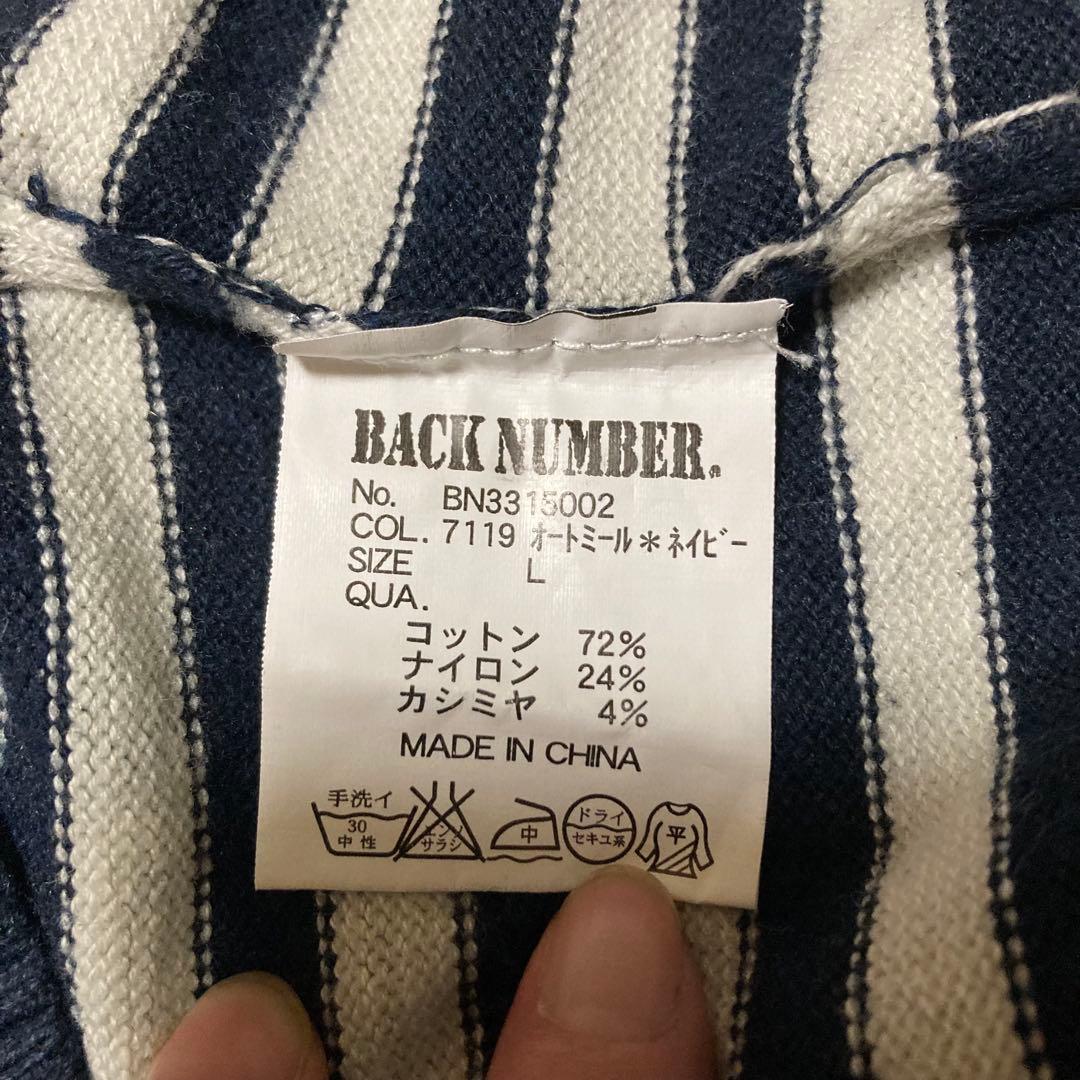 BACK NUMBER.
No. BN3315002
COL. 7119 ｵｰﾄﾐｰﾙ＊ﾈｲﾋﾞｰ
SIZE L
QUA.
コットン 72%
ナイロン 24%
カシミヤ 4%
MADE IN CHINA
手洗イ
30
中性
エンソ
サラシ
中
ドライ
セキユ系
平